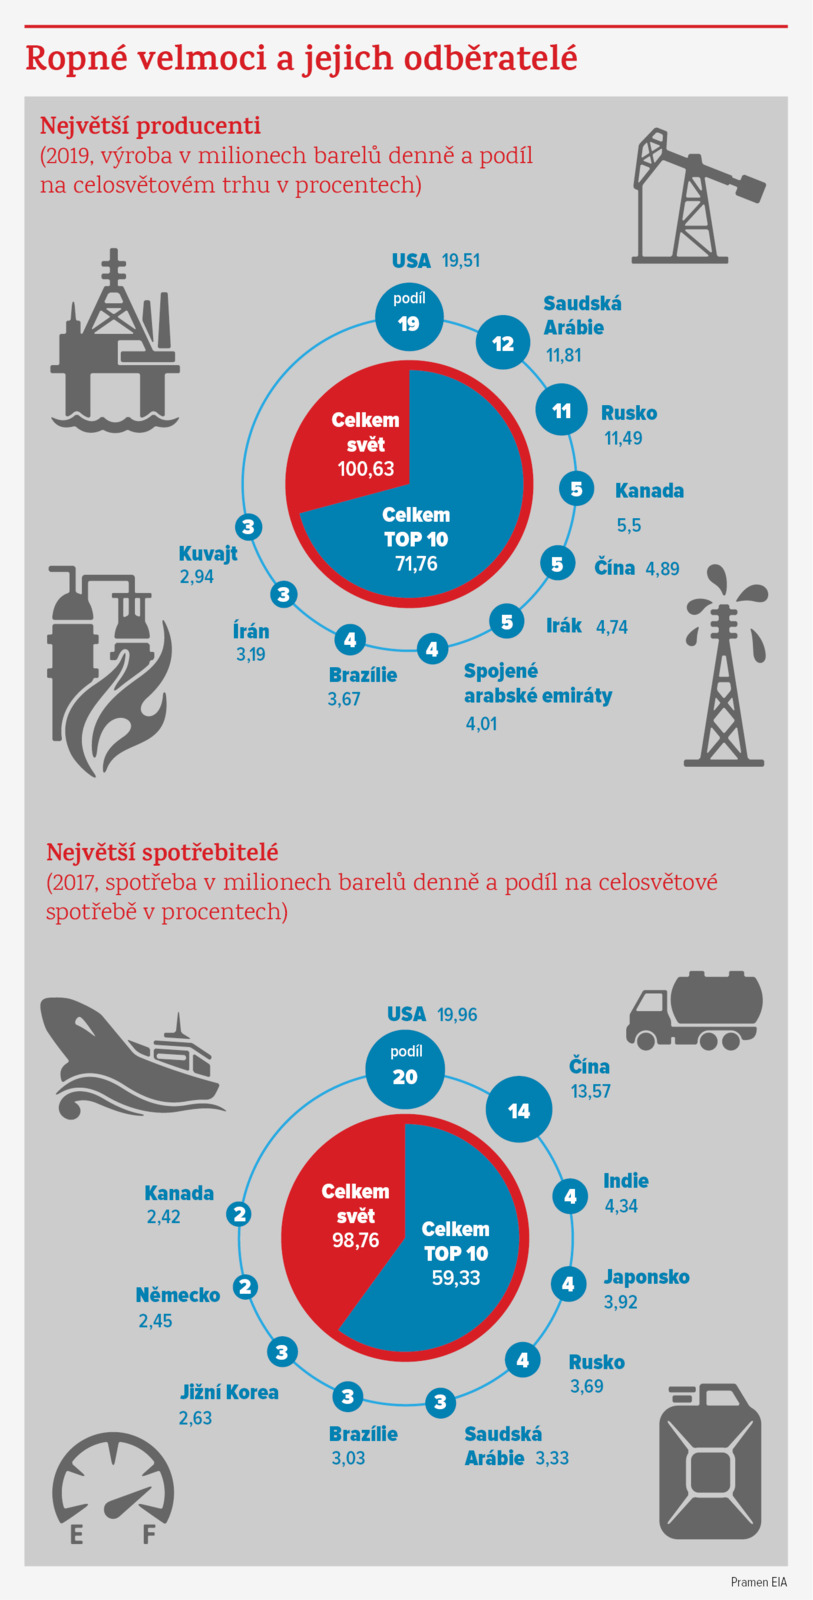 Ropné velmoci a jejich odběratelé
Největší producenti
(2019, výroba v milionech barelů denně a podíl
na celosvětovém trhu v procentech)
USA 19,51
podíl
19
Saudská
Arábie
11,81
12
Rusko
11,49
11
Kanada
5,5
5
Čína 4,89
5
Irák 4,74
5
Spojené
arabské emiráty
4,01
4
Brazílie
3,67
4
Írán
3,19
3
Kuvajt
2,94
3
Celkem
svět
100,63
Celkem
TOP 10
71,76
Největší spotřebitelé
(2017, spotřeba v milionech barelů denně a podíl na celosvětové
spotřebě v procentech)
USA 19,96
podíl
20
Čína
13,57
14
Indie
4,34
4
Japonsko
3,92
4
Rusko
3,69
4
Saudská
Arábie 3,33
3
Brazílie
3,03
3
Jižní Korea
2,63
3
Německo
2,45
2
Kanada
2,42
2
Celkem
svět
98,76
Celkem
TOP 10
59,33
E F
Pramen EIA